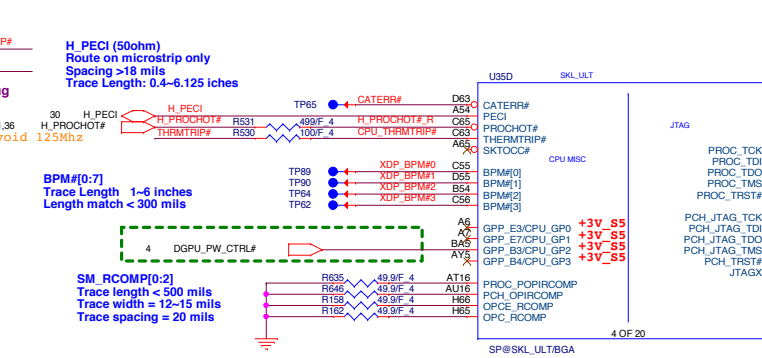 P#
H_PECI (50ohm)
Route on microstrip only
Spacing >18 mils
Trace Length: 0.4~6.125 iches
g
1,36
void 125Mhz
30 H_PECI
H_PROCHOT#
H_PECI
H_PROCHOT#
THRMTRIP#
R531 499/F_4
R530 100/F_4
TP65
CATERR#
H_PROCHOT#_R
CPU_THRMTIP#
D63
A54
C65
C63
A65
U35D
SKL_ULT
CATERR#
PECI
PROCHOT#
THERMTRIP#
SKTOCC#
CPU MISC
JTAG
BPM#[0:7]
Trace Length 1~6 inches
Length match < 300 mils
TP89 XDP_BPM#0 C55 BPM#[0]
TP90 XDP_BPM#1 D55 BPM#[1]
TP64 XDP_BPM#2 B54 BPM#[2]
TP62 XDP_BPM#3 C56 BPM#[3]
PROC_TCK
PROC_TDI
PROC_TDO
PROC_TMS
PROC_TRST#
4 DGPU_PW_CTRL#
A6 GPP_E3/CPU_GP0 +3V_S5
A7 GPP_E7/CPU_GP1 +3V_S5
BA5 GPP_B3/CPU_GP2 +3V_S5
AY5 GPP_B4/CPU_GP3 +3V_S5
PCH_JTAG_TCK
PCH_JTAG_TDI
PCH_JTAG_TDO
PCH_JTAG_TMS
PCH_TRST#
JTAGX
SM_RCOMP[0:2]
Trace length < 500 mils
Trace width = 12~15 mils
Trace spacing = 20 mils
R635 49.9/F_4 AT16 PROC_POPIRCOMP
R646 49.9/F_4 AU16 PCH_OPIRCOMP
R158 49.9/F_4 H66 OPCE_RCOMP
R162 49.9/F_4 H65 OPC_RCOMP
4 OF 20
SP@SKL_ULT/BGA